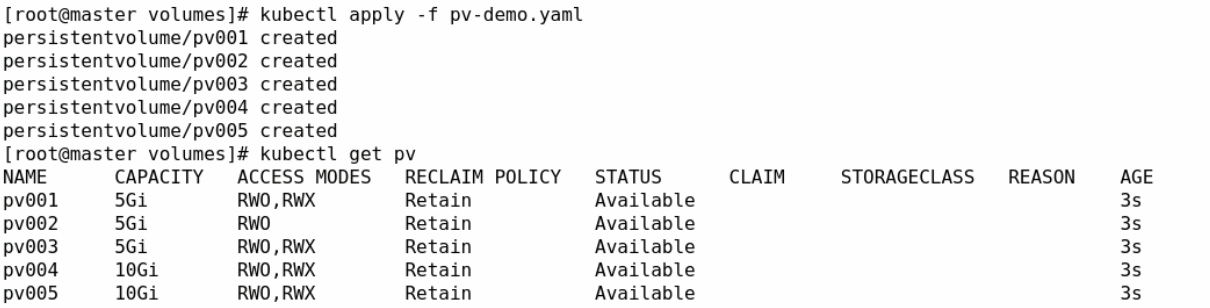 [root@master volumes]# kubectl apply -f pv-demo.yaml
persistentvolume/pv001 created
persistentvolume/pv002 created
persistentvolume/pv003 created
persistentvolume/pv004 created
persistentvolume/pv005 created
[root@master volumes]# kubectl get pv
NAME      CAPACITY   ACCESS MODES   RECLAIM POLICY   STATUS      CLAIM     STORAGECLASS   REASON    AGE
pv001     5Gi        RWO,RWX        Retain           Available                                      3s
pv002     5Gi        RWO            Retain           Available                                      3s
pv003     5Gi        RWO,RWX        Retain           Available                                      3s
pv004     10Gi       RWO,RWX        Retain           Available                                      3s
pv005     10Gi       RWO,RWX        Retain           Available                                      3s